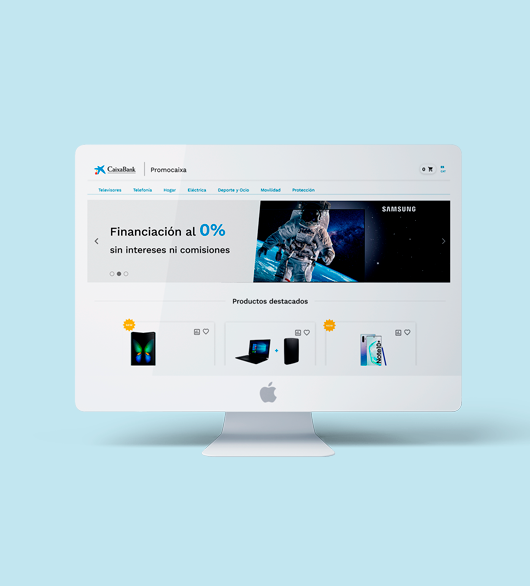 CaixaBank
Promocaixa
0
Televisores Telefonía Hogar Eléctrica Deporte y Ocio Movilidad Protección
Financiación al 0%
sin intereses ni comisiones
SAMSUNG
Productos destacados
+
Note10+